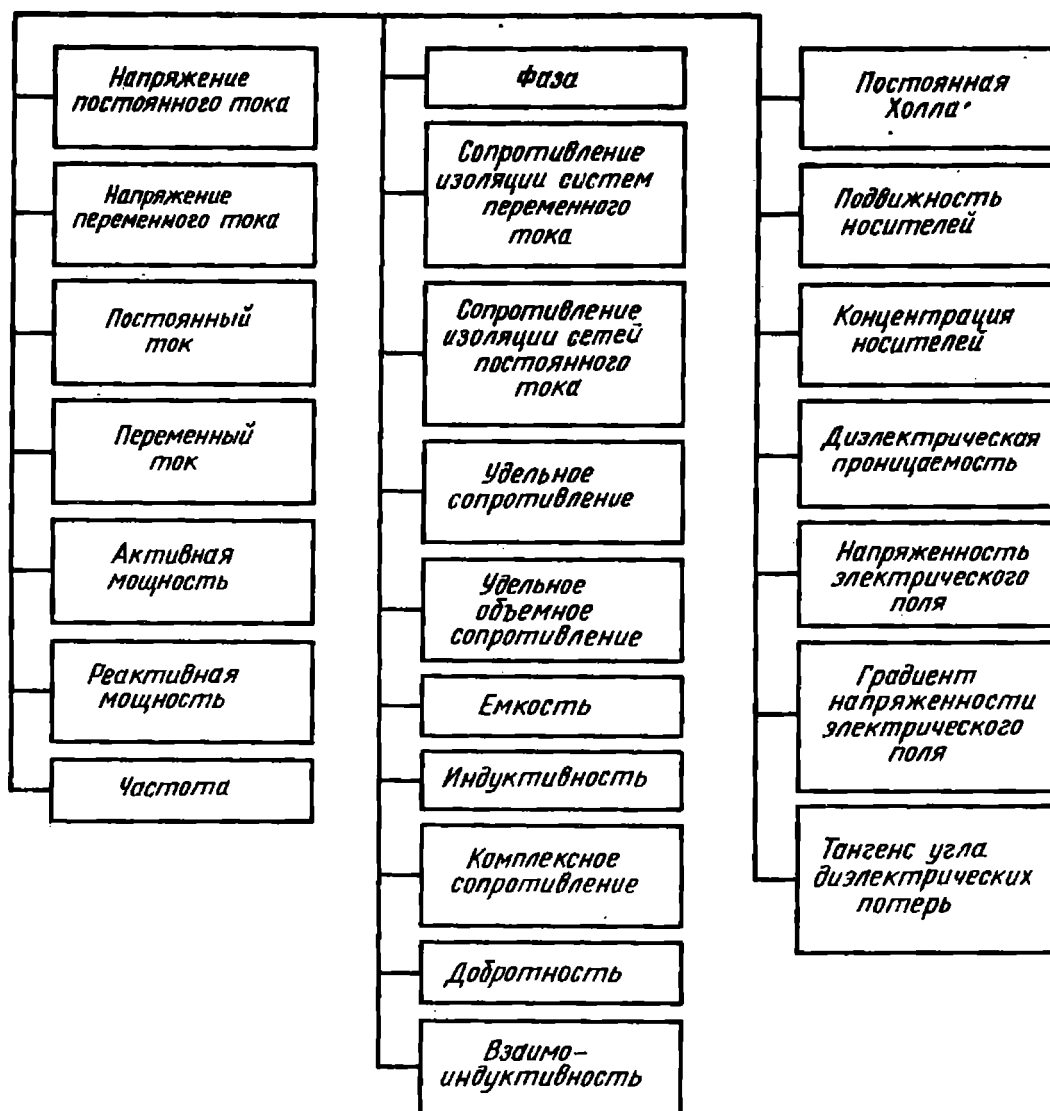 Напряжение
постоянного тока
Напряжение
переменного тока
Постоянный
ток
Переменный
ток
Активная
мощность
Реактивная
мощность
Частота
Фаза
Сопротивление
изоляции систем
переменного
тока
Сопротивление
изоляции сетей
постоянного
тока
Удельное
сопротивление
Удельное
объемное
сопротивление
Емкость
Индуктивность
Комплексное
сопротивление
Добротность
Взаимо-
индуктивность
Постоянная
Холла
Подвижность
носителей
Концентрация
носителей
Диэлектрическая
проницаемость
Напряженность
электрического
поля
Градиент
напряженности
электрического
поля
Тангенс угла
диэлектрических
потерь